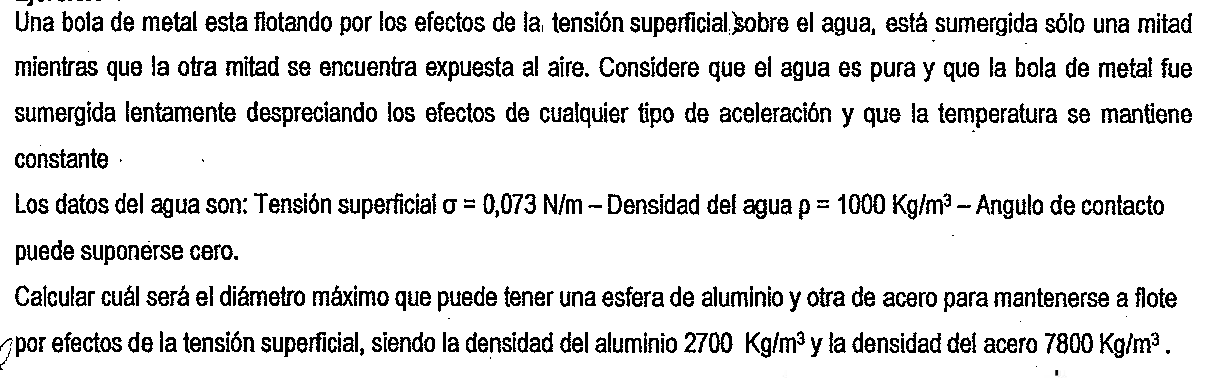 Una bola de metal esta flotando por los efectos de la tensión superficial sobre el agua, está sumergida sólo una mitad
mientras que la otra mitad se encuentra expuesta al aire. Considere que el agua es pura y que la bola de metal fue
sumergida lentamente despreciando los efectos de cualquier tipo de aceleración y que la temperatura se mantiene
constante
Los datos del agua son: Tensión superficial σ = 0,073 N/m – Densidad del agua ρ = 1000 Kg/m³ – Angulo de contacto
puede suponerse cero.
Calcular cuál será el diámetro máximo que puede tener una esfera de aluminio y otra de acero para mantenerse a flote
por efectos de la tensión superficial, siendo la densidad del aluminio 2700 Kg/m³ y la densidad del acero 7800 Kg/m³.